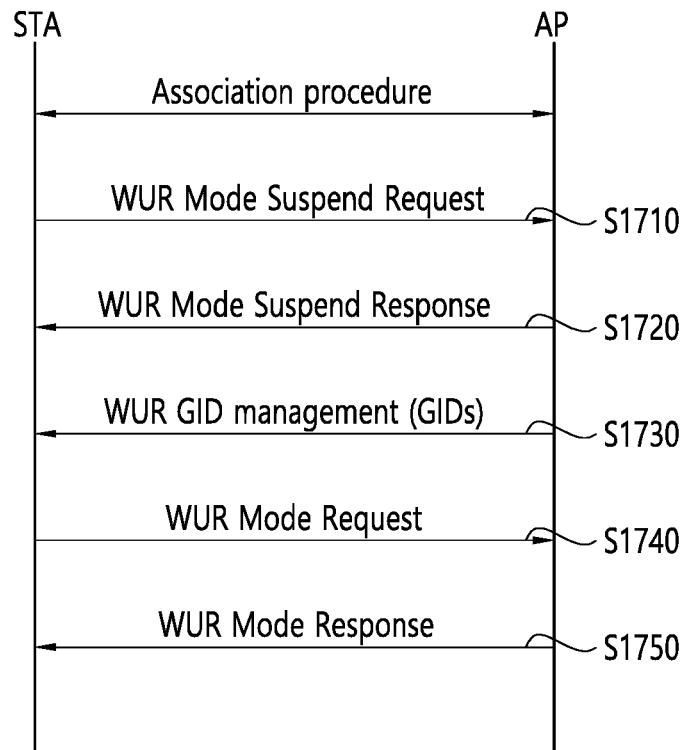 STA
AP
Association procedure
WUR Mode Suspend Request
S1710
WUR Mode Suspend Response
S1720
WUR GID management (GIDs)
S1730
WUR Mode Request
S1740
WUR Mode Response
S1750